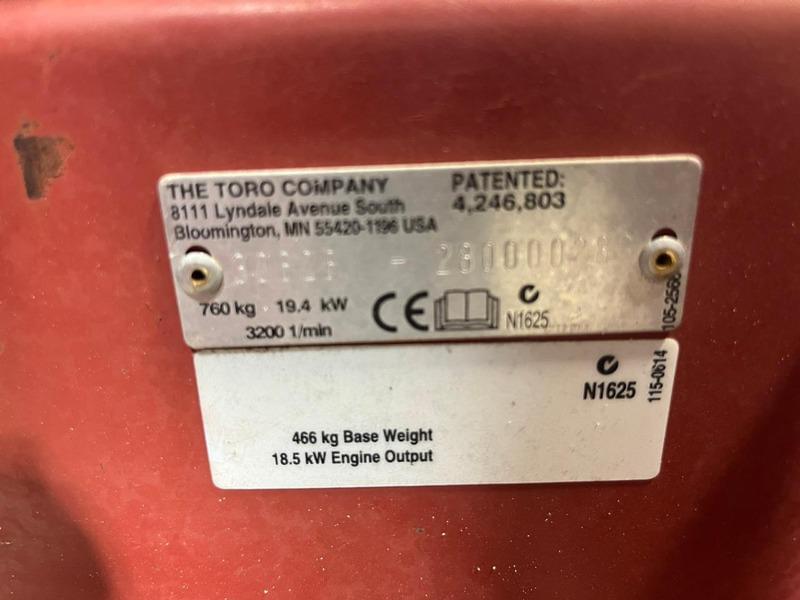 THE TORO COMPANY
8111 Lyndale Avenue South
Bloomington, MN 55420-1196 USA
PATENTED:
4,246,803
760 kg 19.4 kW
3200 1/min
CE
N1625
N1625
115-0614
466 kg Base Weight
18.5 kW Engine Output